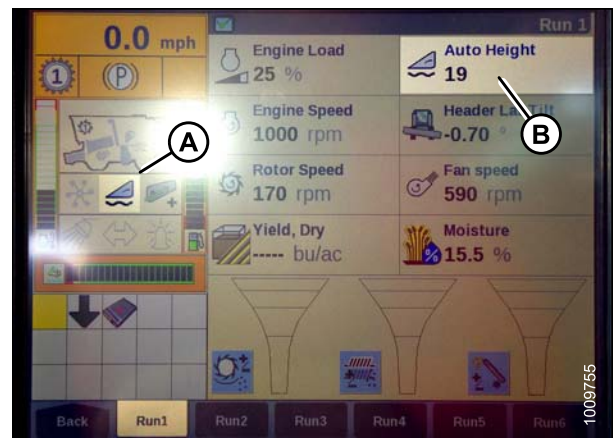 0.0 mph
1
P
Run 1
Engine Load
25 %
Auto Height
19
Engine Speed
1000 rpm
Header Lat Tilt
-0.70 °
Rotor Speed
170 rpm
Fan speed
590 rpm
Yield, Dry
----- bu/ac
Moisture
15.5 %
A
B
Back
Run1
Run2
Run3
Run4
Run5
Run6
1009755